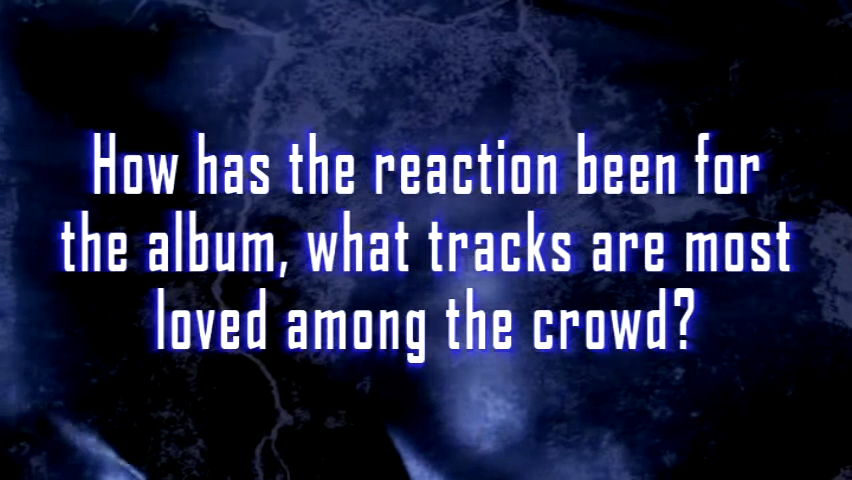 How has the reaction been for
the album, what tracks are most
loved among the crowd?